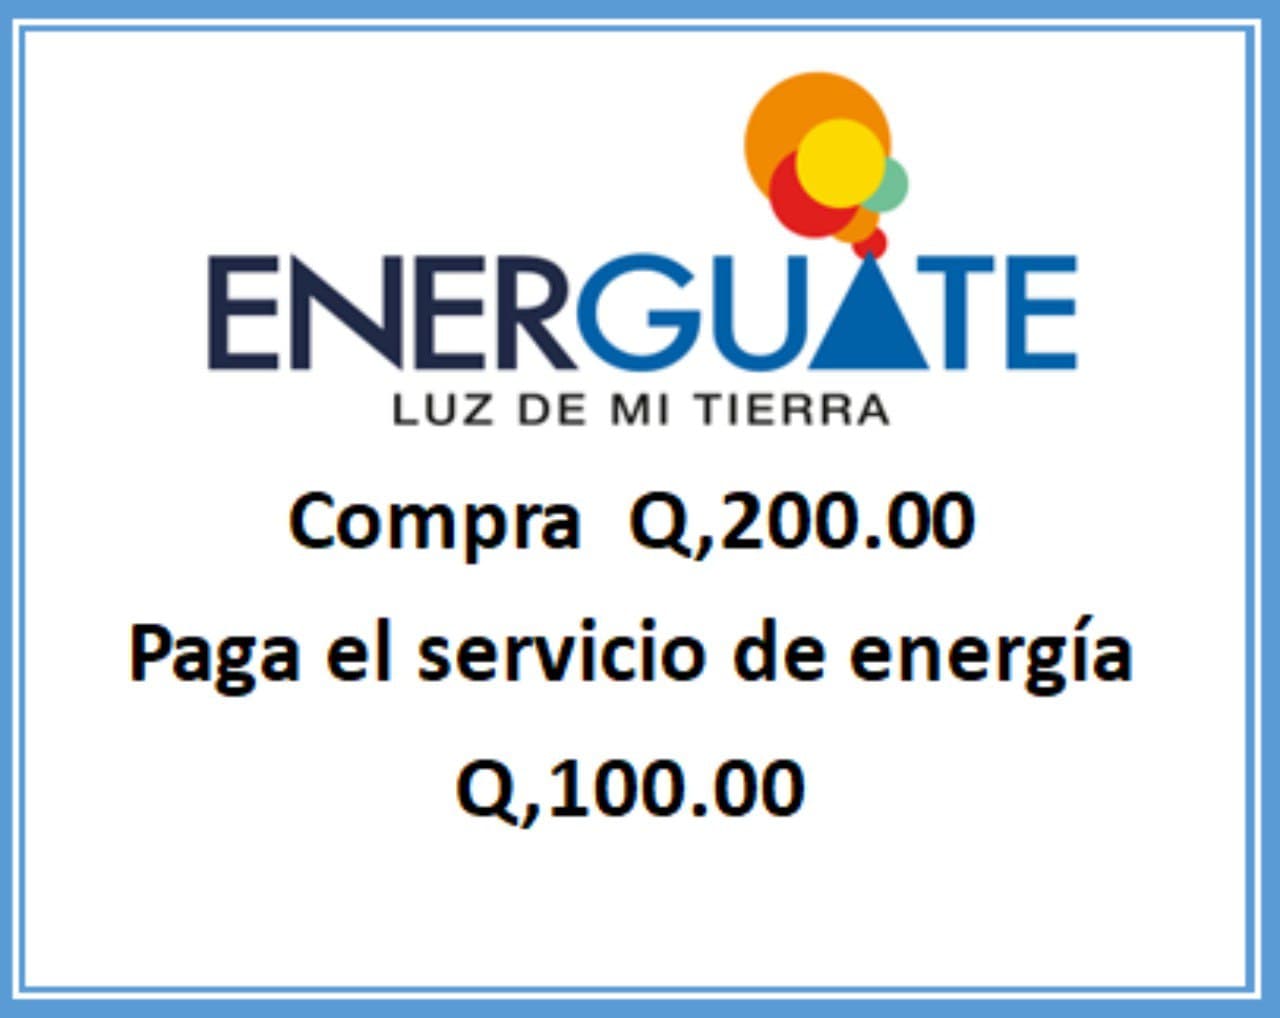 ENERGUATE
LUZ DE MI TIERRA
Compra Q,200.00
Paga el servicio de energía
Q,100.00